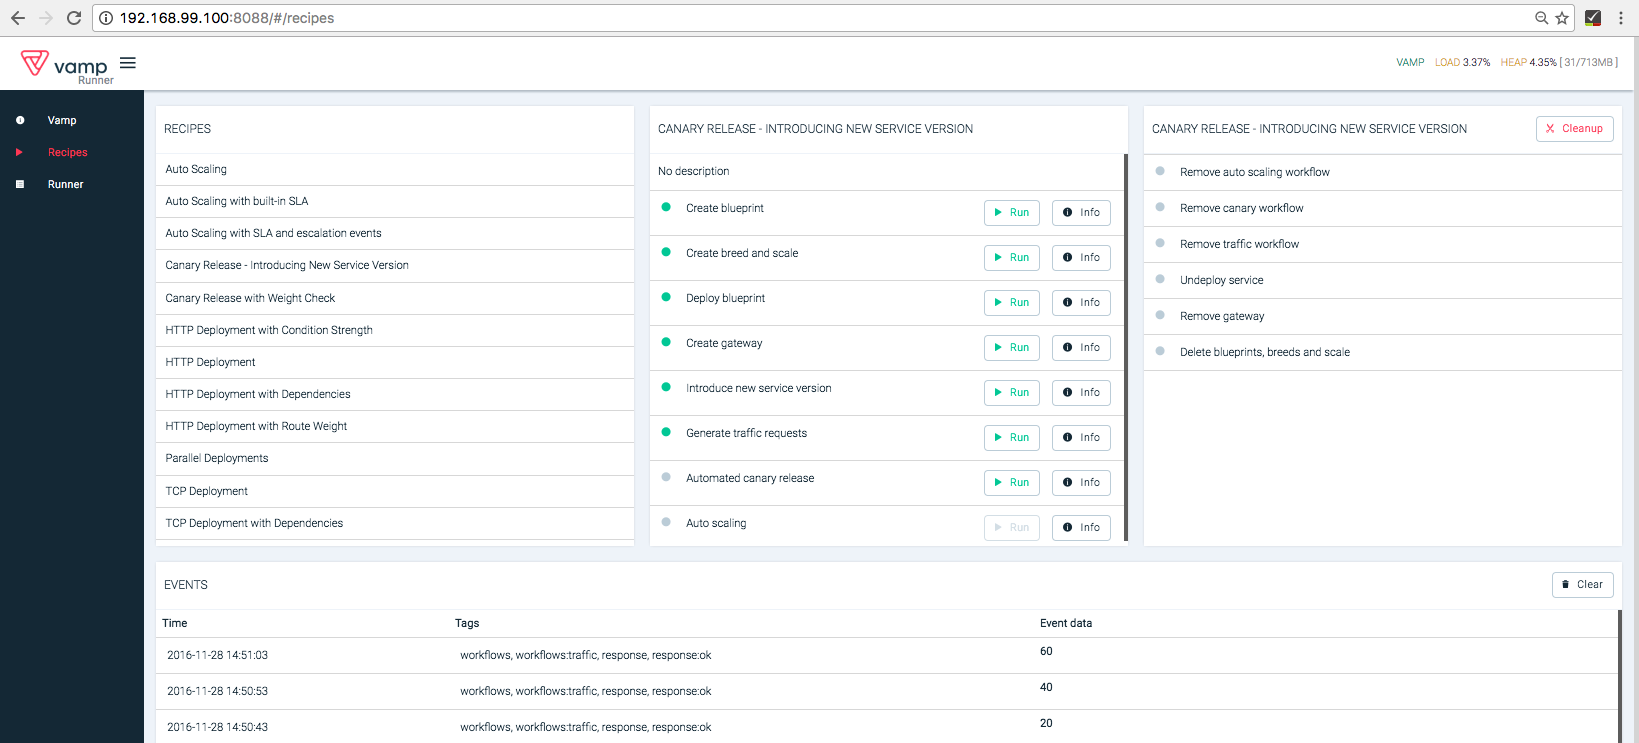 192.168.99.100:8088/#/recipes
vamp
Runner
VAMP LOAD 3.37% HEAP 4.35% [ 31/713MB ]
Vamp
Recipes
Runner
RECIPES
Auto Scaling
Auto Scaling with built-in SLA
Auto Scaling with SLA and escalation events
Canary Release - Introducing New Service Version
Canary Release with Weight Check
HTTP Deployment with Condition Strength
HTTP Deployment
HTTP Deployment with Dependencies
HTTP Deployment with Route Weight
Parallel Deployments
TCP Deployment
TCP Deployment with Dependencies
CANARY RELEASE - INTRODUCING NEW SERVICE VERSION
No description
Create blueprint Run Info
Create breed and scale Run Info
Deploy blueprint Run Info
Create gateway Run Info
Introduce new service version Run Info
Generate traffic requests Run Info
Automated canary release Run Info
Auto scaling Run Info
CANARY RELEASE - INTRODUCING NEW SERVICE VERSION Cleanup
Remove auto scaling workflow
Remove canary workflow
Remove traffic workflow
Undeploy service
Remove gateway
Delete blueprints, breeds and scale
EVENTS Clear
Time Tags Event data
2016-11-28 14:51:03 workflows, workflows:traffic, response, response:ok 60
2016-11-28 14:50:53 workflows, workflows:traffic, response, response:ok 40
2016-11-28 14:50:43 workflows, workflows:traffic, response, response:ok 20